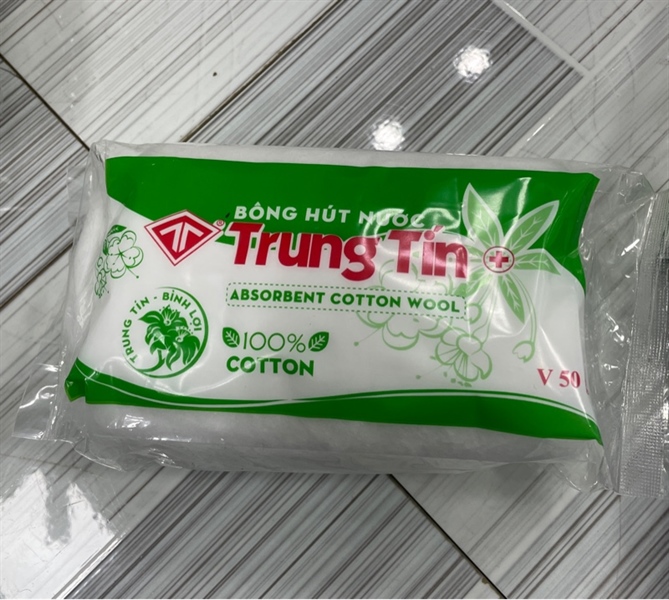 BÔNG HÚT NƯỚC
Trung Tín
ABSORBENT COTTON WOOL
TRUNG TÍN - BÌNH LỢI
100%
COTTON
V 50